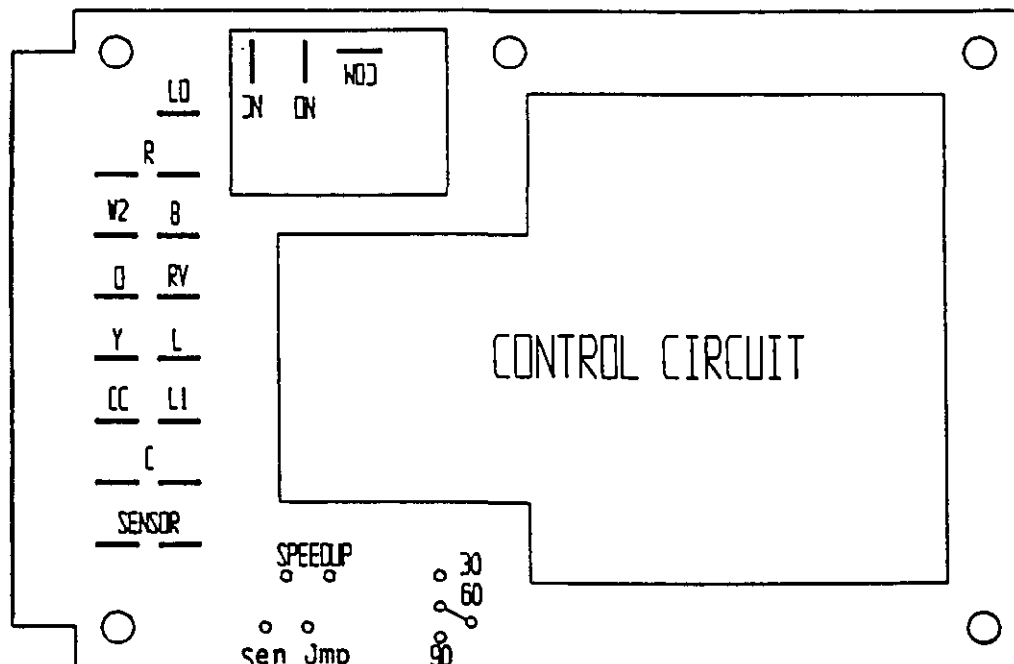 LO
NC NO COM
R
W2 B
O RV
Y L
CC L1
C
SENSOR
CONTROL CIRCUIT
SPEEDUP
30
60
90
Sen Jmp